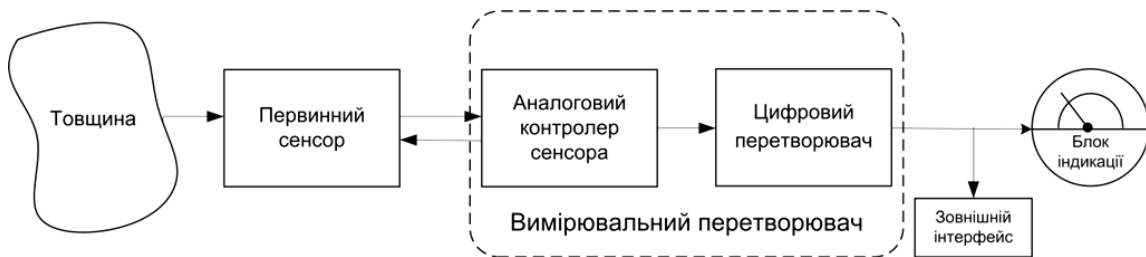 Товщина
Первинний
сенсор
Аналоговий
контролер
сенсора
Цифровий
перетворювач
Вимірювальний перетворювач
Блок
індикації
Зовнішній
інтерфейс